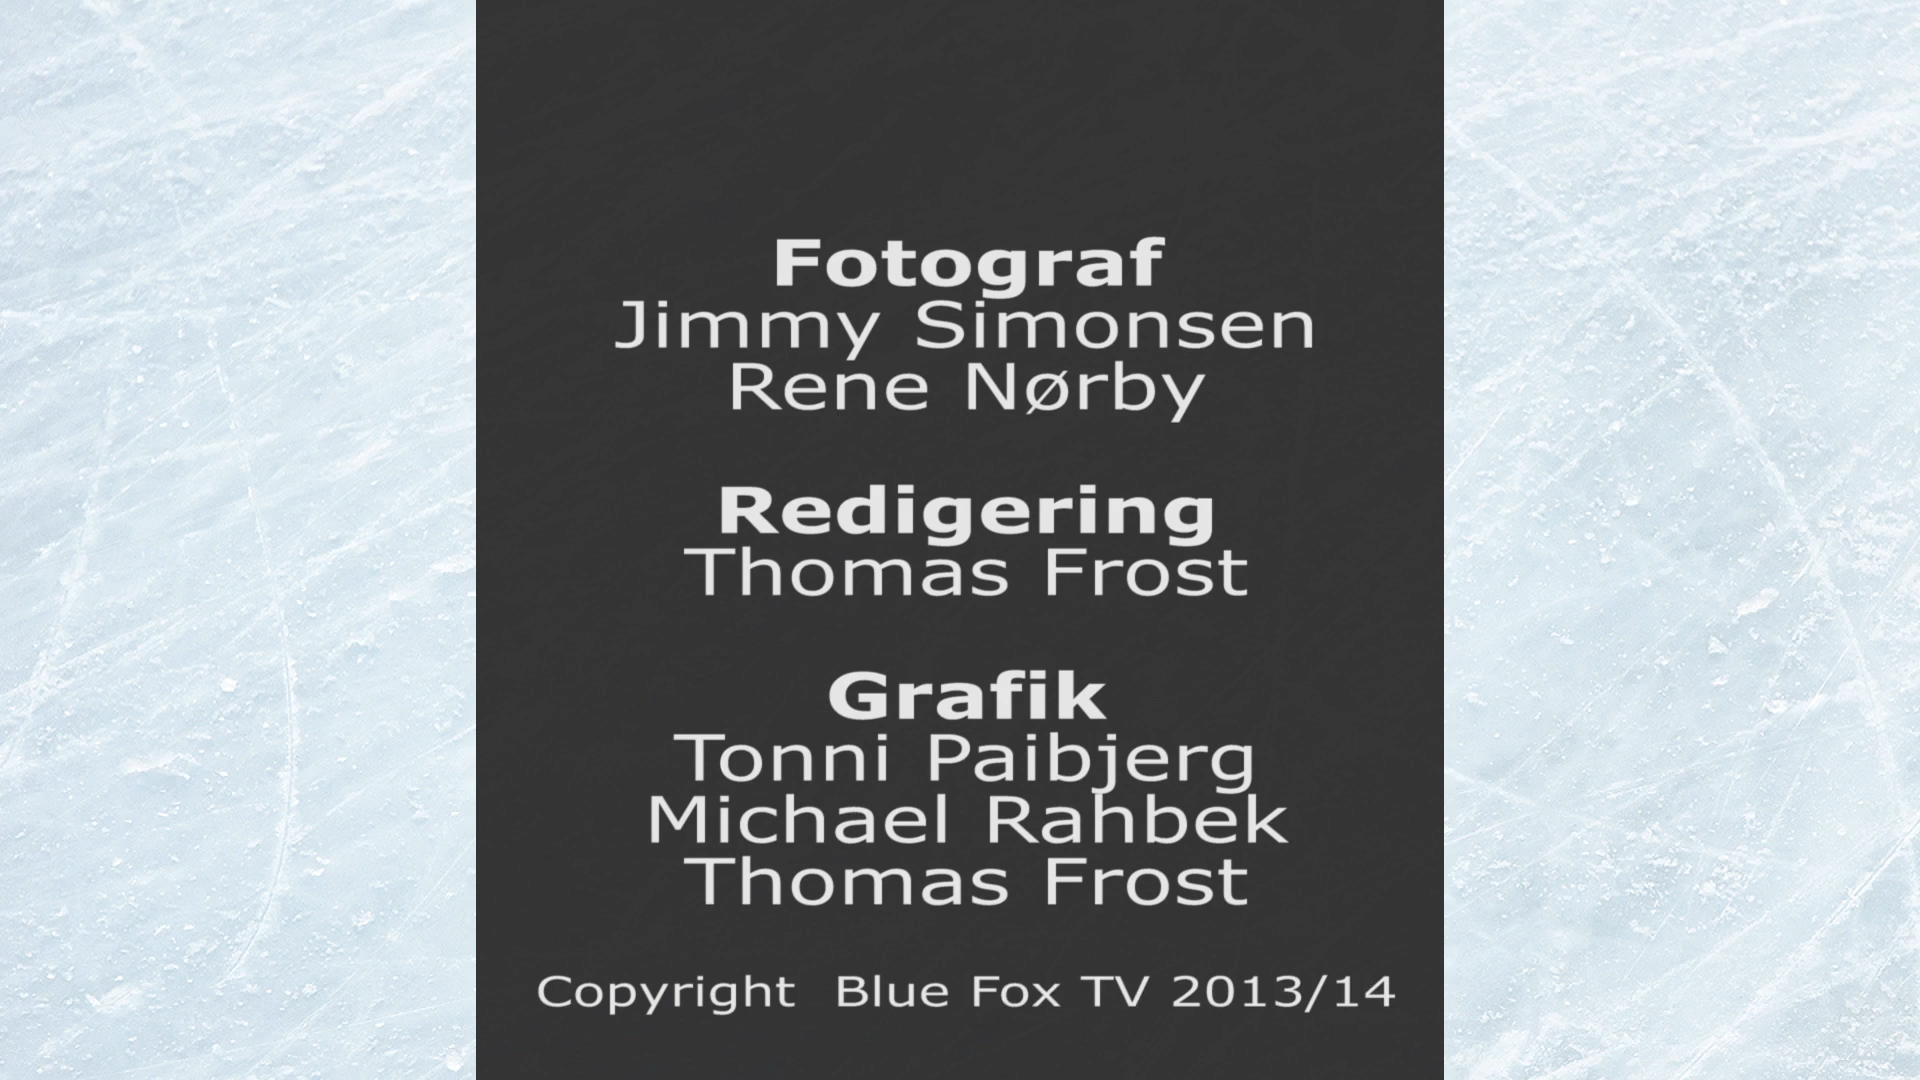 Fotograf
Jimmy Simonsen
Rene Nørby
Redigering
Thomas Frost
Grafik
Tonni Paibjerg
Michael Rahbek
Thomas Frost
Copyright  Blue Fox TV 2013/14